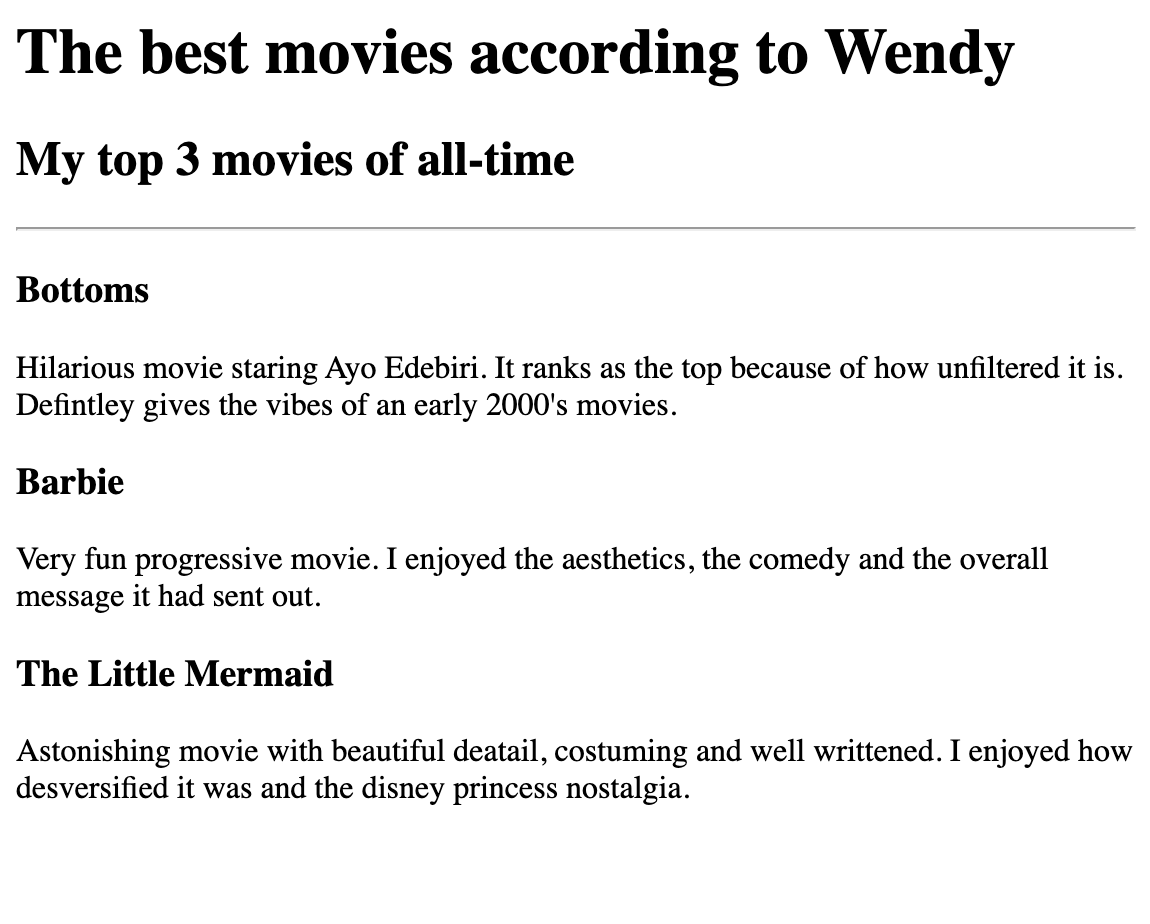 The best movies according to Wendy
My top 3 movies of all-time
Bottoms
Hilarious movie staring Ayo Edebiri. It ranks as the top because of how unfiltered it is.
Defintley gives the vibes of an early 2000's movies.
Barbie
Very fun progressive movie. I enjoyed the aesthetics, the comedy and the overall
message it had sent out.
The Little Mermaid
Astonishing movie with beautiful deatail, costuming and well writtened. I enjoyed how
desversified it was and the disney princess nostalgia.